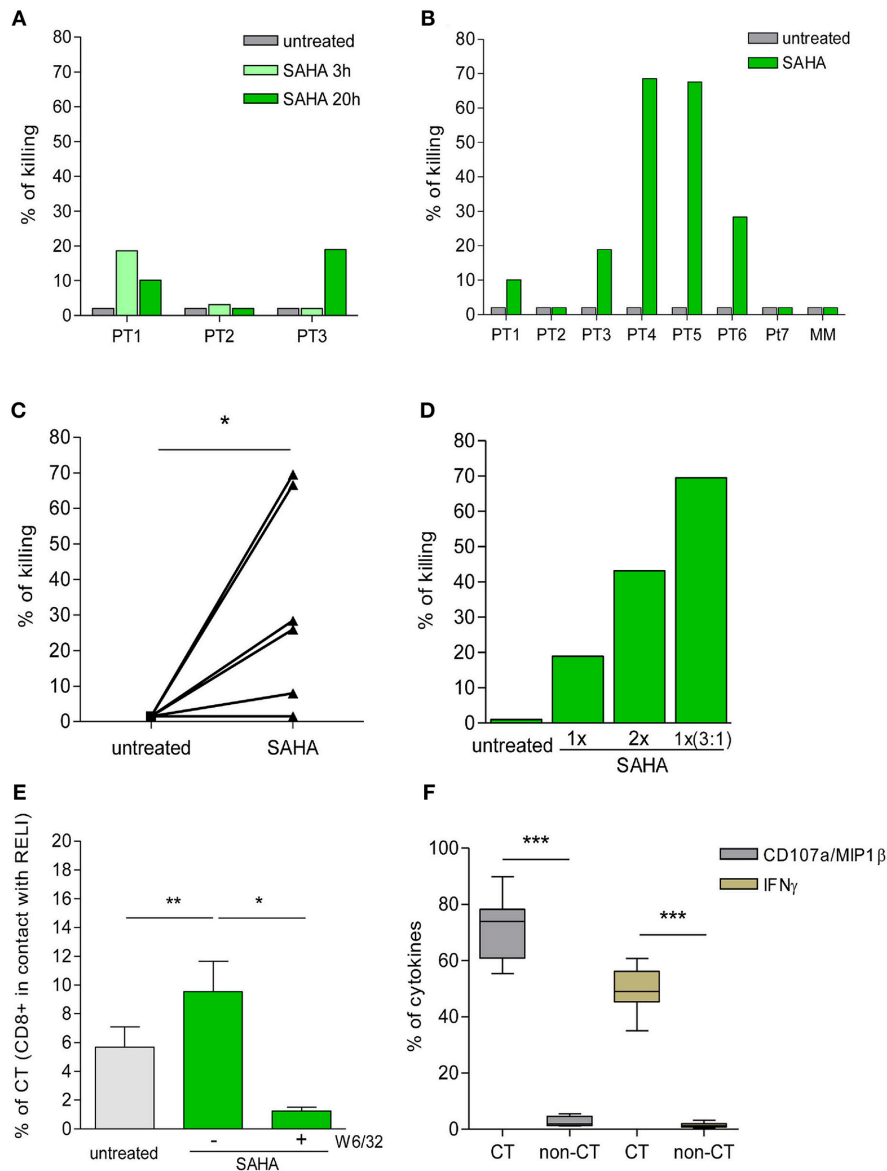 A
% of killing
80
70
60
50
40
30
20
10
0
untreated
SAHA 3h
SAHA 20h
PT1 PT2 PT3
B
% of killing
80
70
60
50
40
30
20
10
0
untreated
SAHA
PT1 PT2 PT3 PT4 PT5 PT6 Pt7 MM
C
% of killing
80
70
60
50
40
30
20
10
0
*
untreated SAHA
D
% of killing
80
70
60
50
40
30
20
10
0
untreated 1x 2x 1x(3:1)
SAHA
E
% of CT (CD8+ in contact with RELI)
20
18
16
14
12
10
8
6
4
2
0
** *
untreated - + W6/32
SAHA
F
% of cytokines
100
80
60
40
20
0
***
***
CD107a/MIP1β
IFNγ
CT non-CT CT non-CT